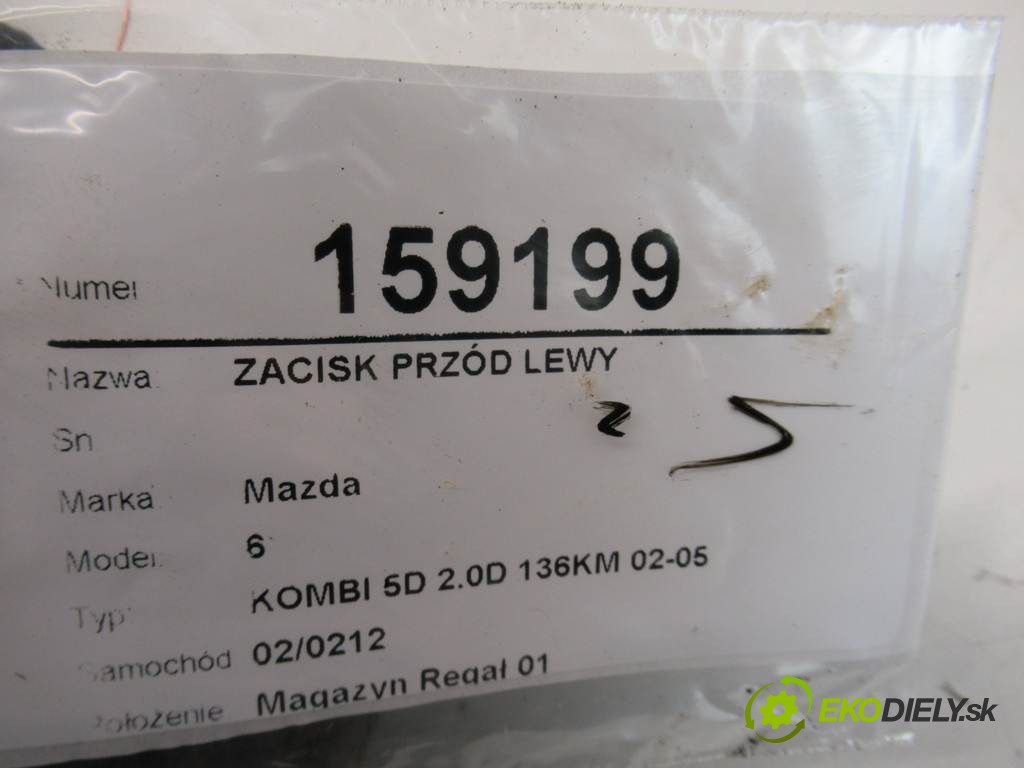 Numer 159199
Nazwa: ZACISK PRZÓD LEWY
Sn
25
Marka: Mazda
Model: 6
Typ: KOMBI 5D 2.0D 136KM 02-05
Samochód 02/0212
Położenie Magazyn Regał 01
EKODIELY.sk